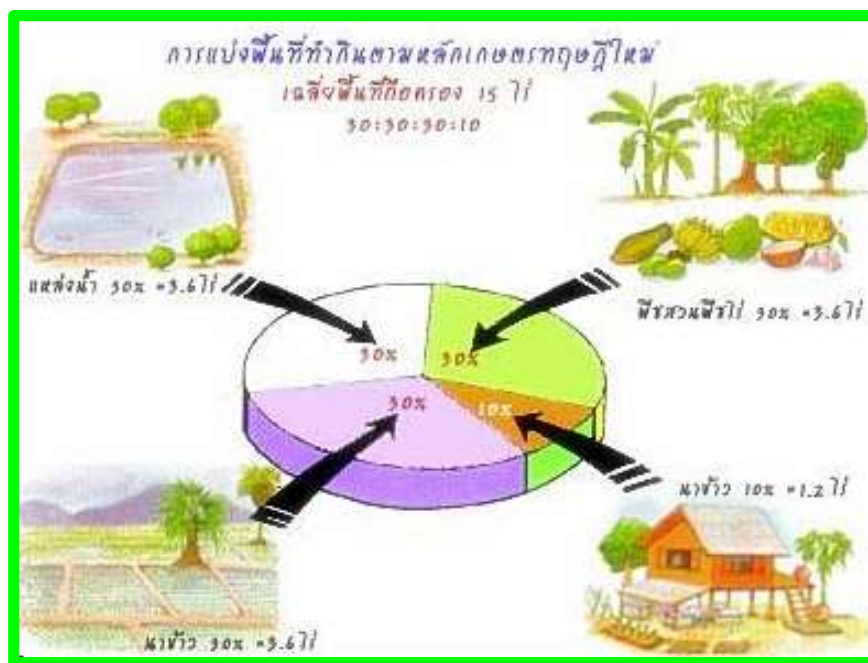 การแบ่งพื้นที่ทำกินตามหลักเกษตรทฤษฎีใหม่
เฉลี่ยพื้นที่ถือครอง 15 ไร่
30:30:30:10
แหล่งน้ำ 30% =3.6ไร่
พืชสวนพืชไร่ 30% =3.6ไร่
30%
30%
30%
10%
นาข้าว 10% =1.2ไร่
นาข้าว 30% =3.6ไร่